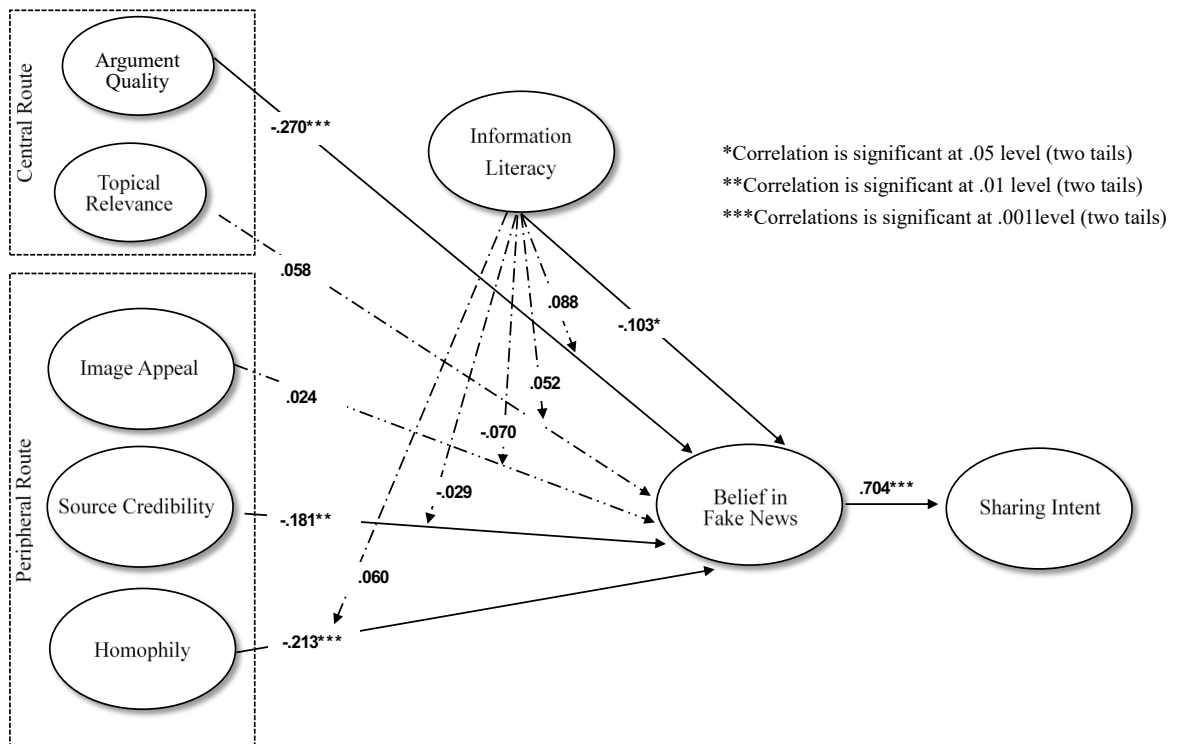 Central Route
Argument
Quality
-.270***
Topical
Relevance
.058
Information
Literacy
*Correlation is significant at .05 level (two tails)
**Correlation is significant at .01 level (two tails)
***Correlations is significant at .001level (two tails)
.088
-.103*
.052
-.070
-.029
.060
Peripheral Route
Image Appeal
.024
Source Credibility
-.181**
Homophily
-.213***
Belief in
Fake News
.704***
Sharing Intent